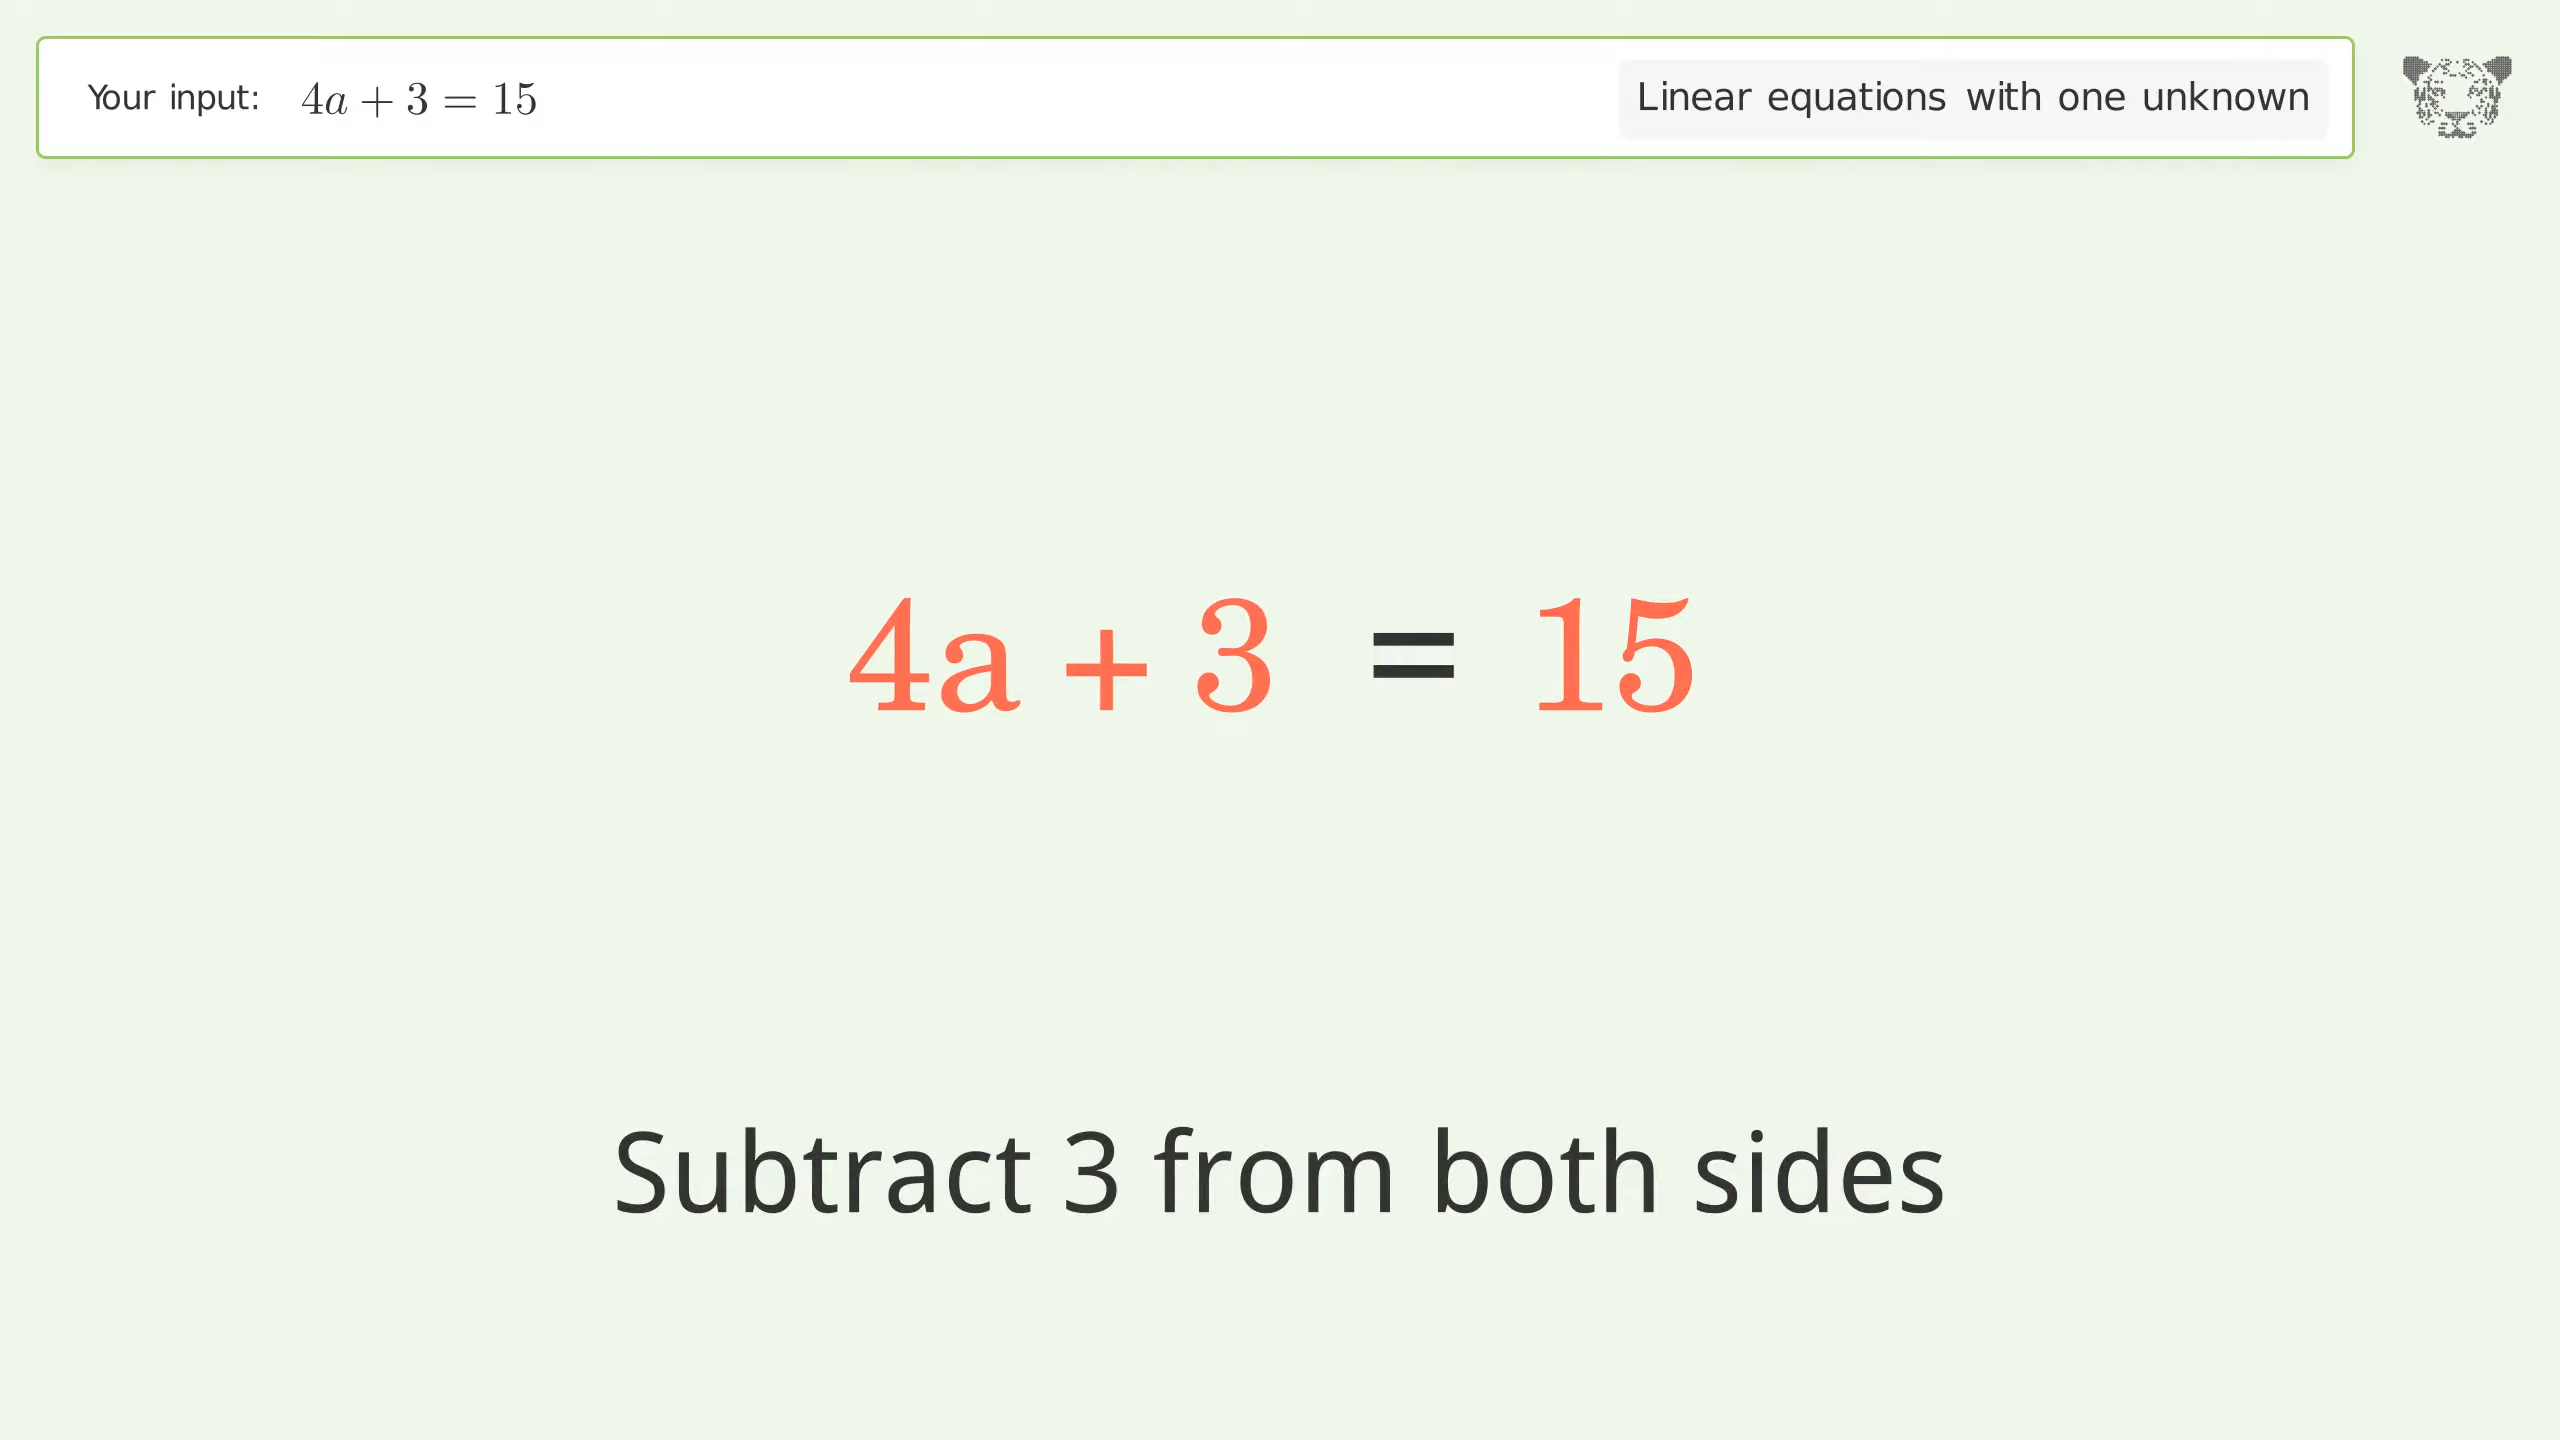 Your input: 4a + 3 = 15 Linear equations with one unknown
4a + 3 = 15
Subtract 3 from both sides